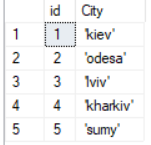 id City
1 1 'kiev'
2 2 'odesa'
3 3 'lviv'
4 4 'kharkiv'
5 5 'sumy'